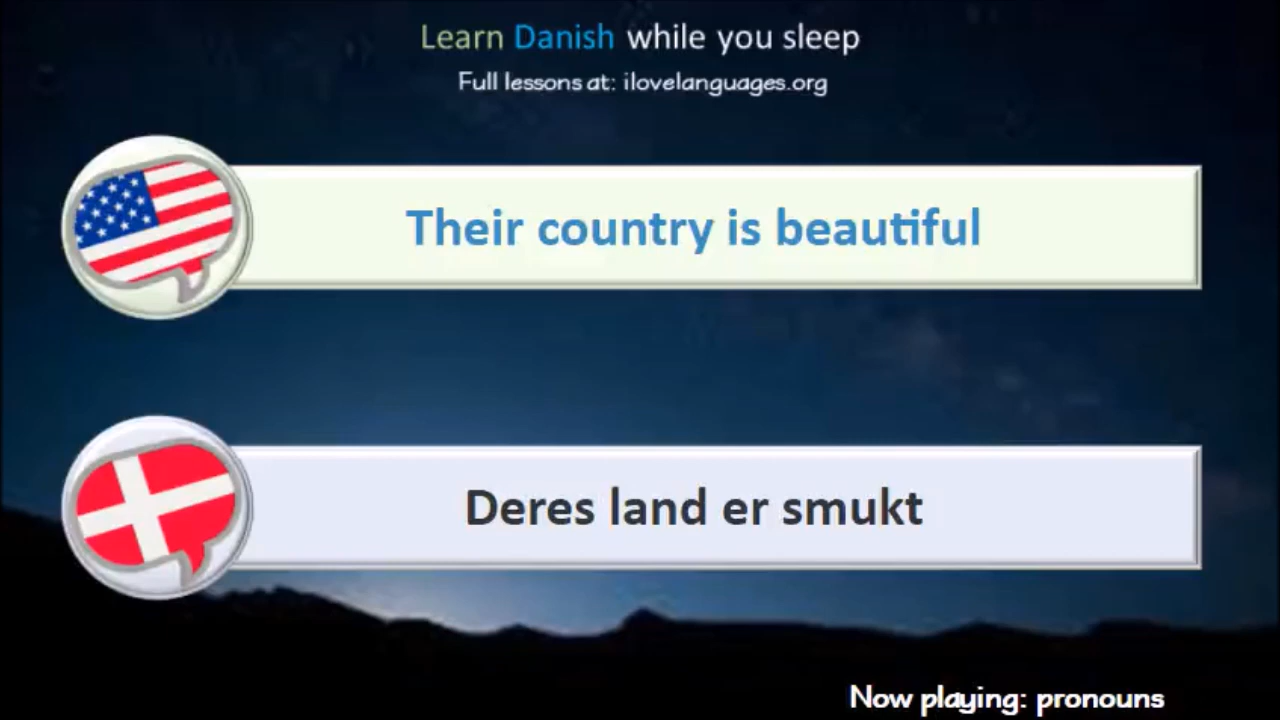 Learn Danish while you sleep
Full lessons at: ilovelanguages.org
Their country is beautiful
Deres land er smukt
Now playing: pronouns